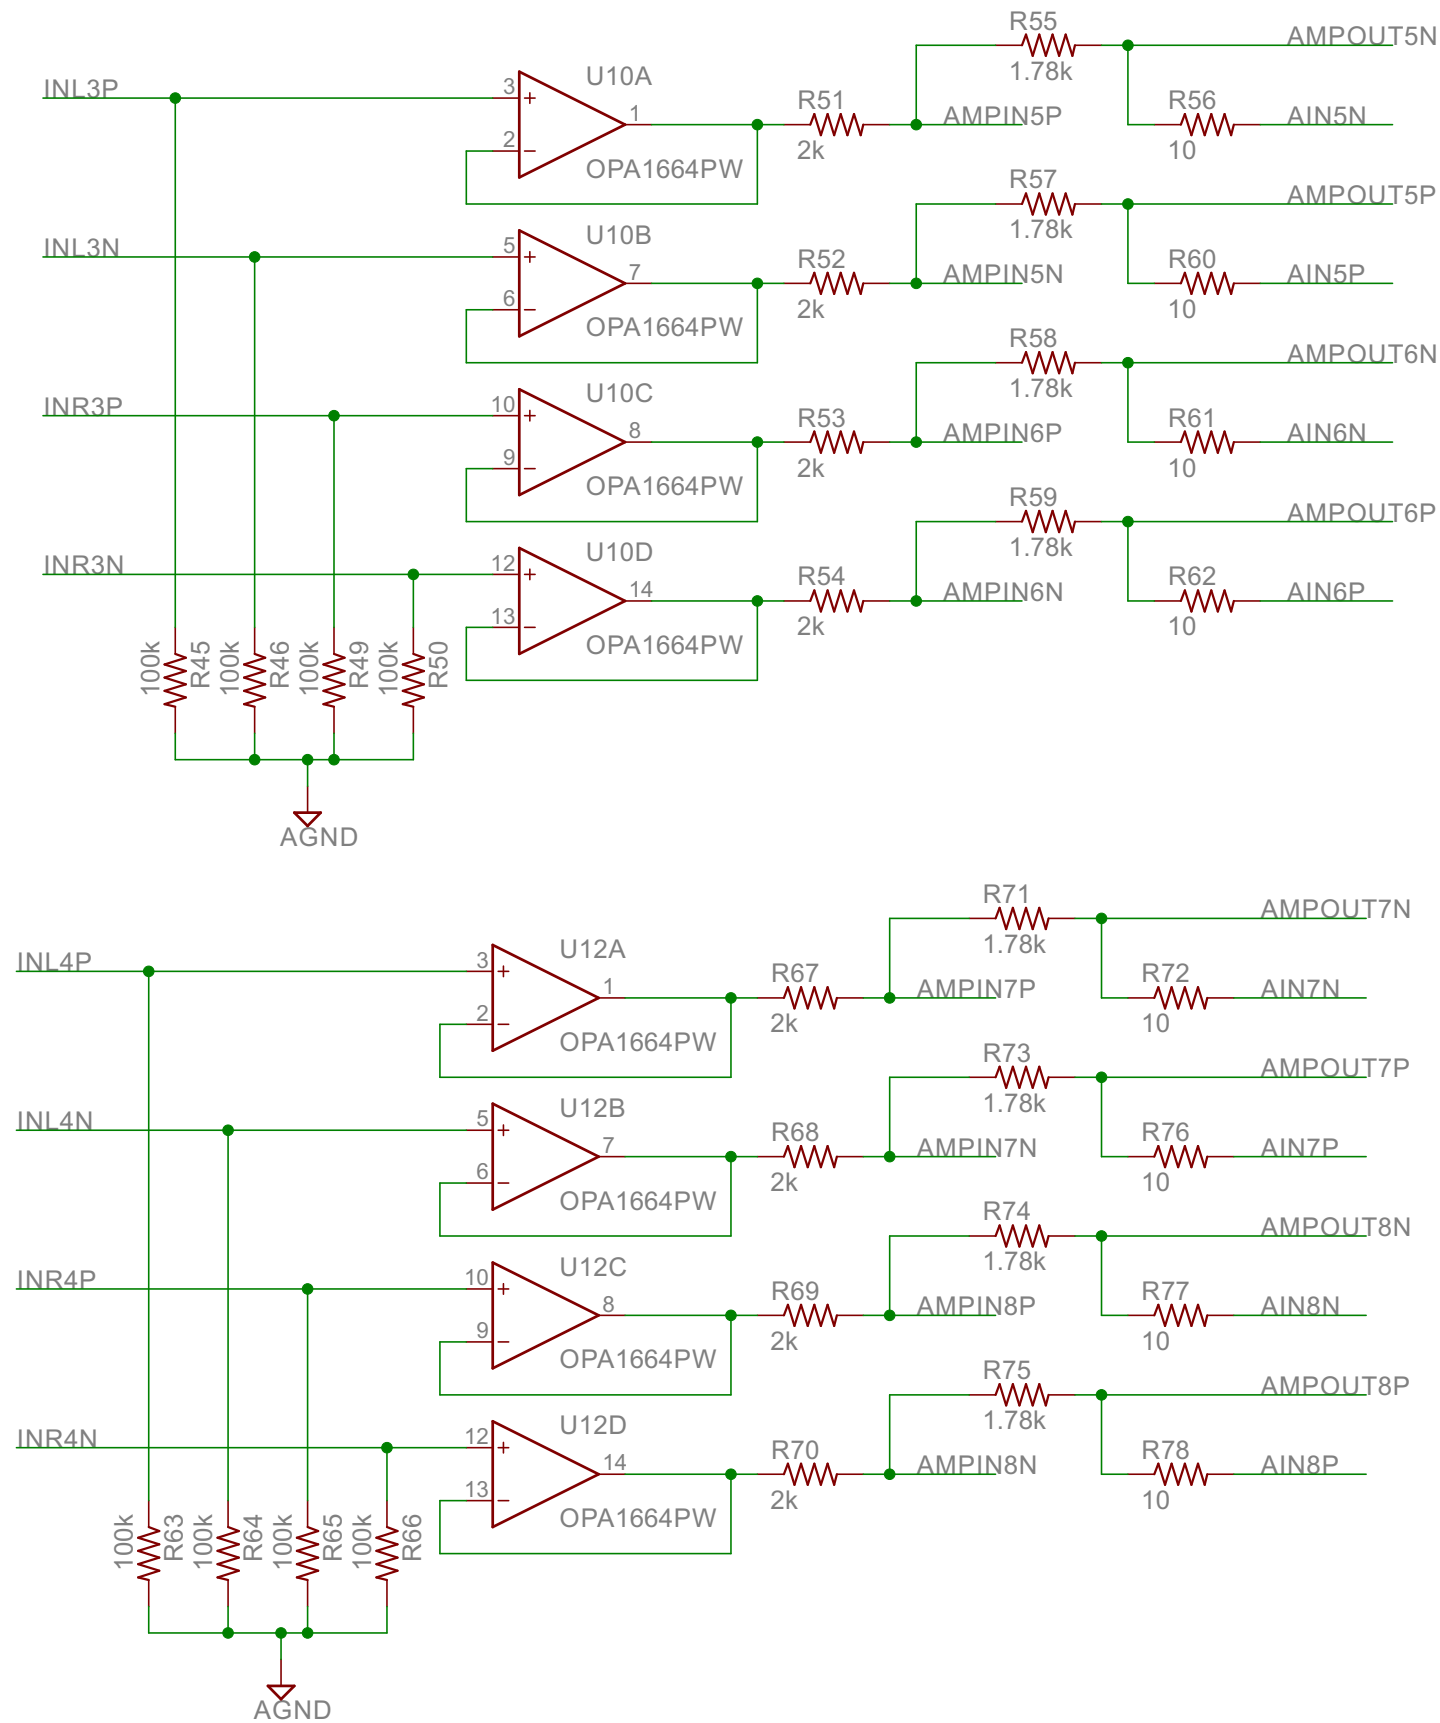 R55
AMPOUT5N
1.78k
INL3P
3
U10A
1
2
OPA1664PW
R51
2k
AMPIN5P
R56
10
AIN5N
R57
AMPOUT5P
1.78k
INL3N
5
U10B
7
6
OPA1664PW
R52
2k
AMPIN5N
R60
10
AIN5P
R58
AMPOUT6N
1.78k
INR3P
10
U10C
8
9
OPA1664PW
R53
2k
AMPIN6P
R61
10
AIN6N
R59
AMPOUT6P
1.78k
INR3N
12
U10D
14
13
OPA1664PW
R54
2k
AMPIN6N
R62
10
AIN6P
100k
R45
100k
R46
100k
R49
100k
R50
AGND
R71
AMPOUT7N
1.78k
INL4P
3
U12A
1
2
OPA1664PW
R67
2k
AMPIN7P
R72
10
AIN7N
R73
AMPOUT7P
1.78k
INL4N
5
U12B
7
6
OPA1664PW
R68
2k
AMPIN7N
R76
10
AIN7P
R74
AMPOUT8N
1.78k
INR4P
10
U12C
8
9
OPA1664PW
R69
2k
AMPIN8P
R77
10
AIN8N
R75
AMPOUT8P
1.78k
INR4N
12
U12D
14
13
OPA1664PW
R70
2k
AMPIN8N
R78
10
AIN8P
100k
R63
100k
R64
100k
R65
100k
R66
AGND